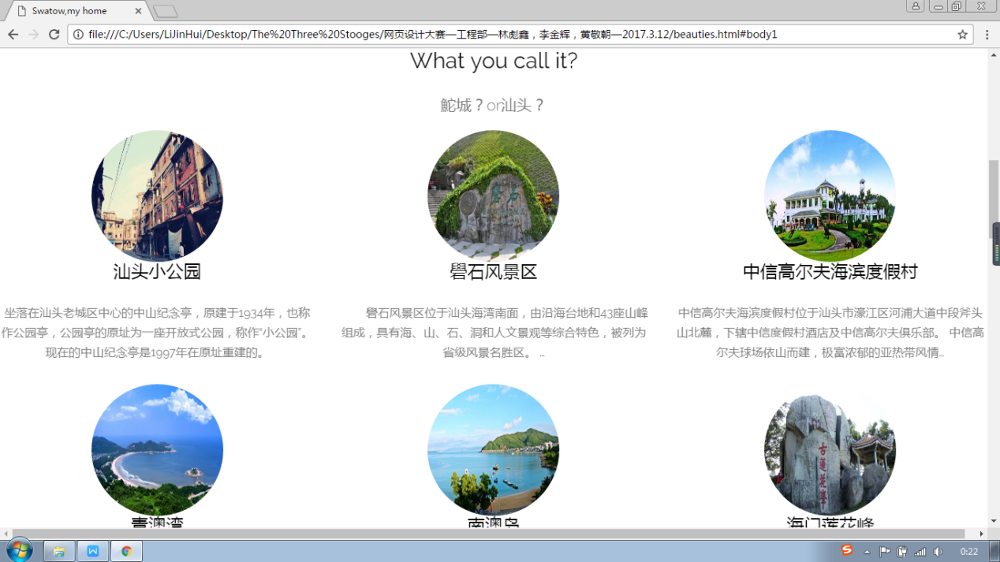 Swatow,my home
file:///C:/Users/LiJinHui/Desktop/The%20Three%20Stooges/网页设计大赛—工程部—林彪鑫，李金辉，黄敬朝—2017.3.12/beauties.html#body1
What you call it?
鮀城？or汕头？
礐石
汕头小公园
礐石风景区
中信高尔夫海滨度假村
坐落在汕头老城区中心的中山纪念亭，原建于1934年，也称
作公园亭，公园亭的原址为一座开放式公园，称作“小公园”。
现在的中山纪念亭是1997年在原址重建的。
礐石风景区位于汕头海湾南面，由沿海台地和43座山峰
组成，具有海、山、石、洞和人文景观等综合特色，被列为
省级风景名胜区。 ...
中信高尔夫海滨度假村位于汕头市濠江区河浦大道中段斧头
山北麓，下辖中信度假村酒店及中信高尔夫俱乐部。 中信高
尔夫球场依山而建，极富浓郁的亚热带风情...
古蓮花峯
青澳湾
南澳岛
海门莲花峰
0:22